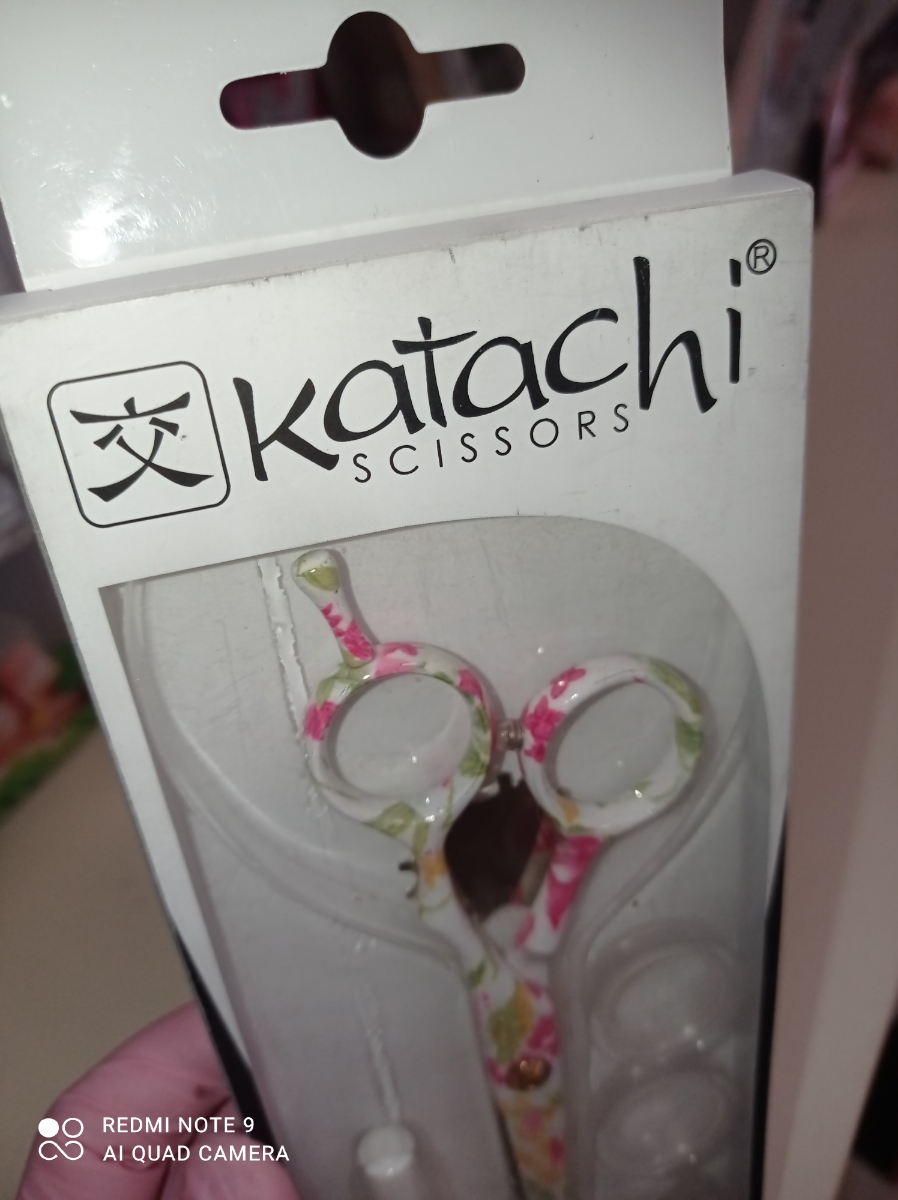 交 katachi®
SCISSORS
REDMI NOTE 9
AI QUAD CAMERA